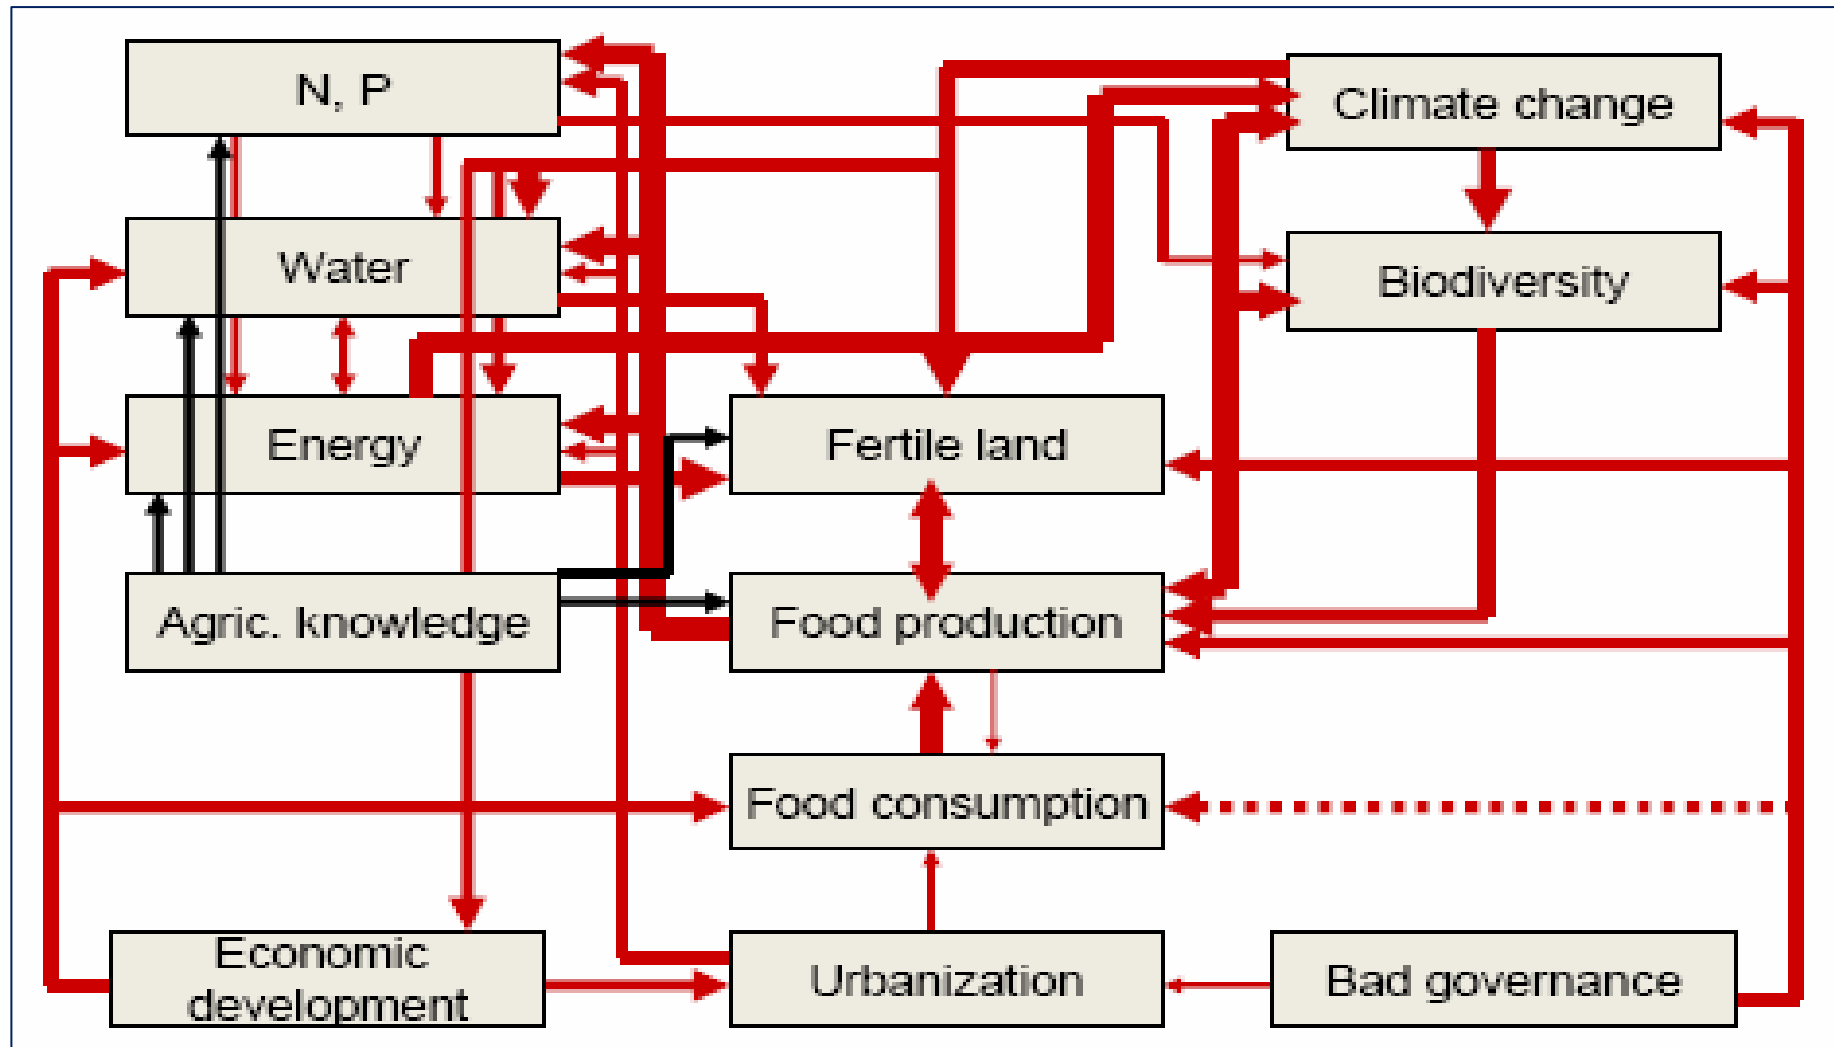 N, P
Climate change
Water
Biodiversity
Energy
Fertile land
Agric. knowledge
Food production
Food consumption
Economic
development
Urbanization
Bad governance